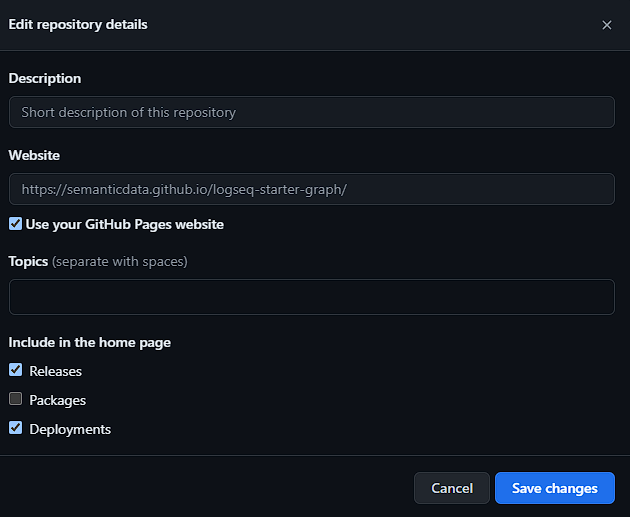 Edit repository details
Description
Short description of this repository
Website
https://semanticdata.github.io/logseq-starter-graph/
Use your GitHub Pages website
Topics (separate with spaces)
Include in the home page
Releases
Packages
Deployments
Cancel Save changes